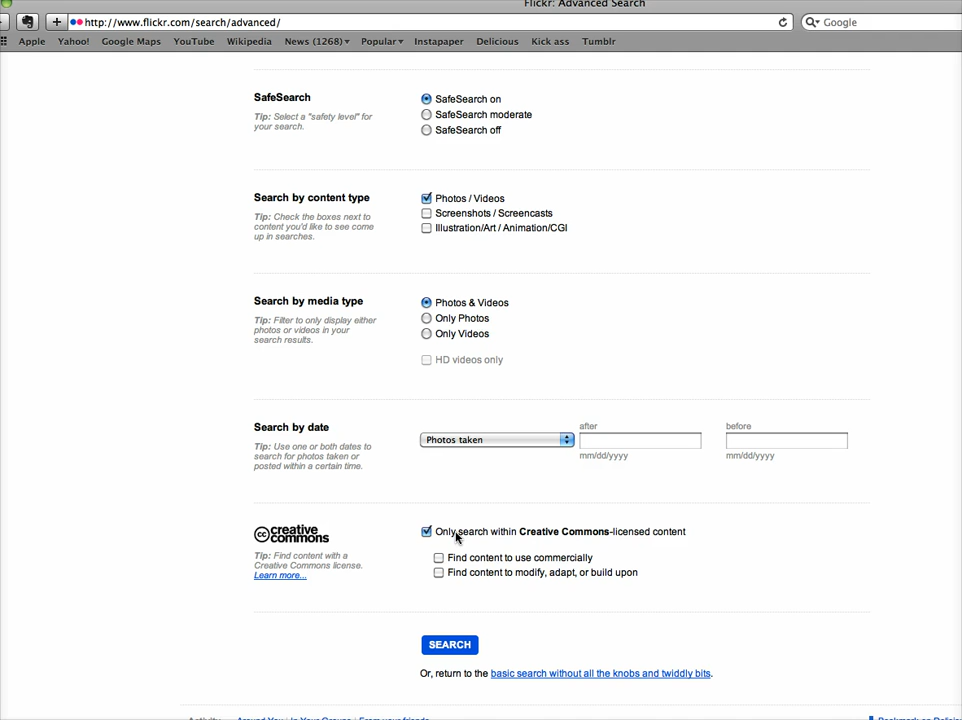 Flickr: Advanced Search
http://www.flickr.com/search/advanced/
Google
Apple Yahoo! Google Maps YouTube Wikipedia News (1268) Popular Instapaper Delicious Kick ass Tumblr
SafeSearch
Tip: Select a "safety level" for
your search.
SafeSearch on
SafeSearch moderate
SafeSearch off
Search by content type
Tip: Check the boxes next to
content you'd like to see come
up in searches.
Photos / Videos
Screenshots / Screencasts
Illustration/Art / Animation/CGI
Search by media type
Tip: Filter to only display either
photos or videos in your
search results.
Photos & Videos
Only Photos
Only Videos
HD videos only
Search by date
Tip: Use one or both dates to
search for photos taken or
posted within a certain time.
Photos taken
after
mm/dd/yyyy
before
mm/dd/yyyy
cc creative
commons
Tip: Find content with a
Creative Commons license.
Learn more...
Only search within Creative Commons-licensed content
Find content to use commercially
Find content to modify, adapt, or build upon
SEARCH
Or, return to the basic search without all the knobs and twiddly bits.